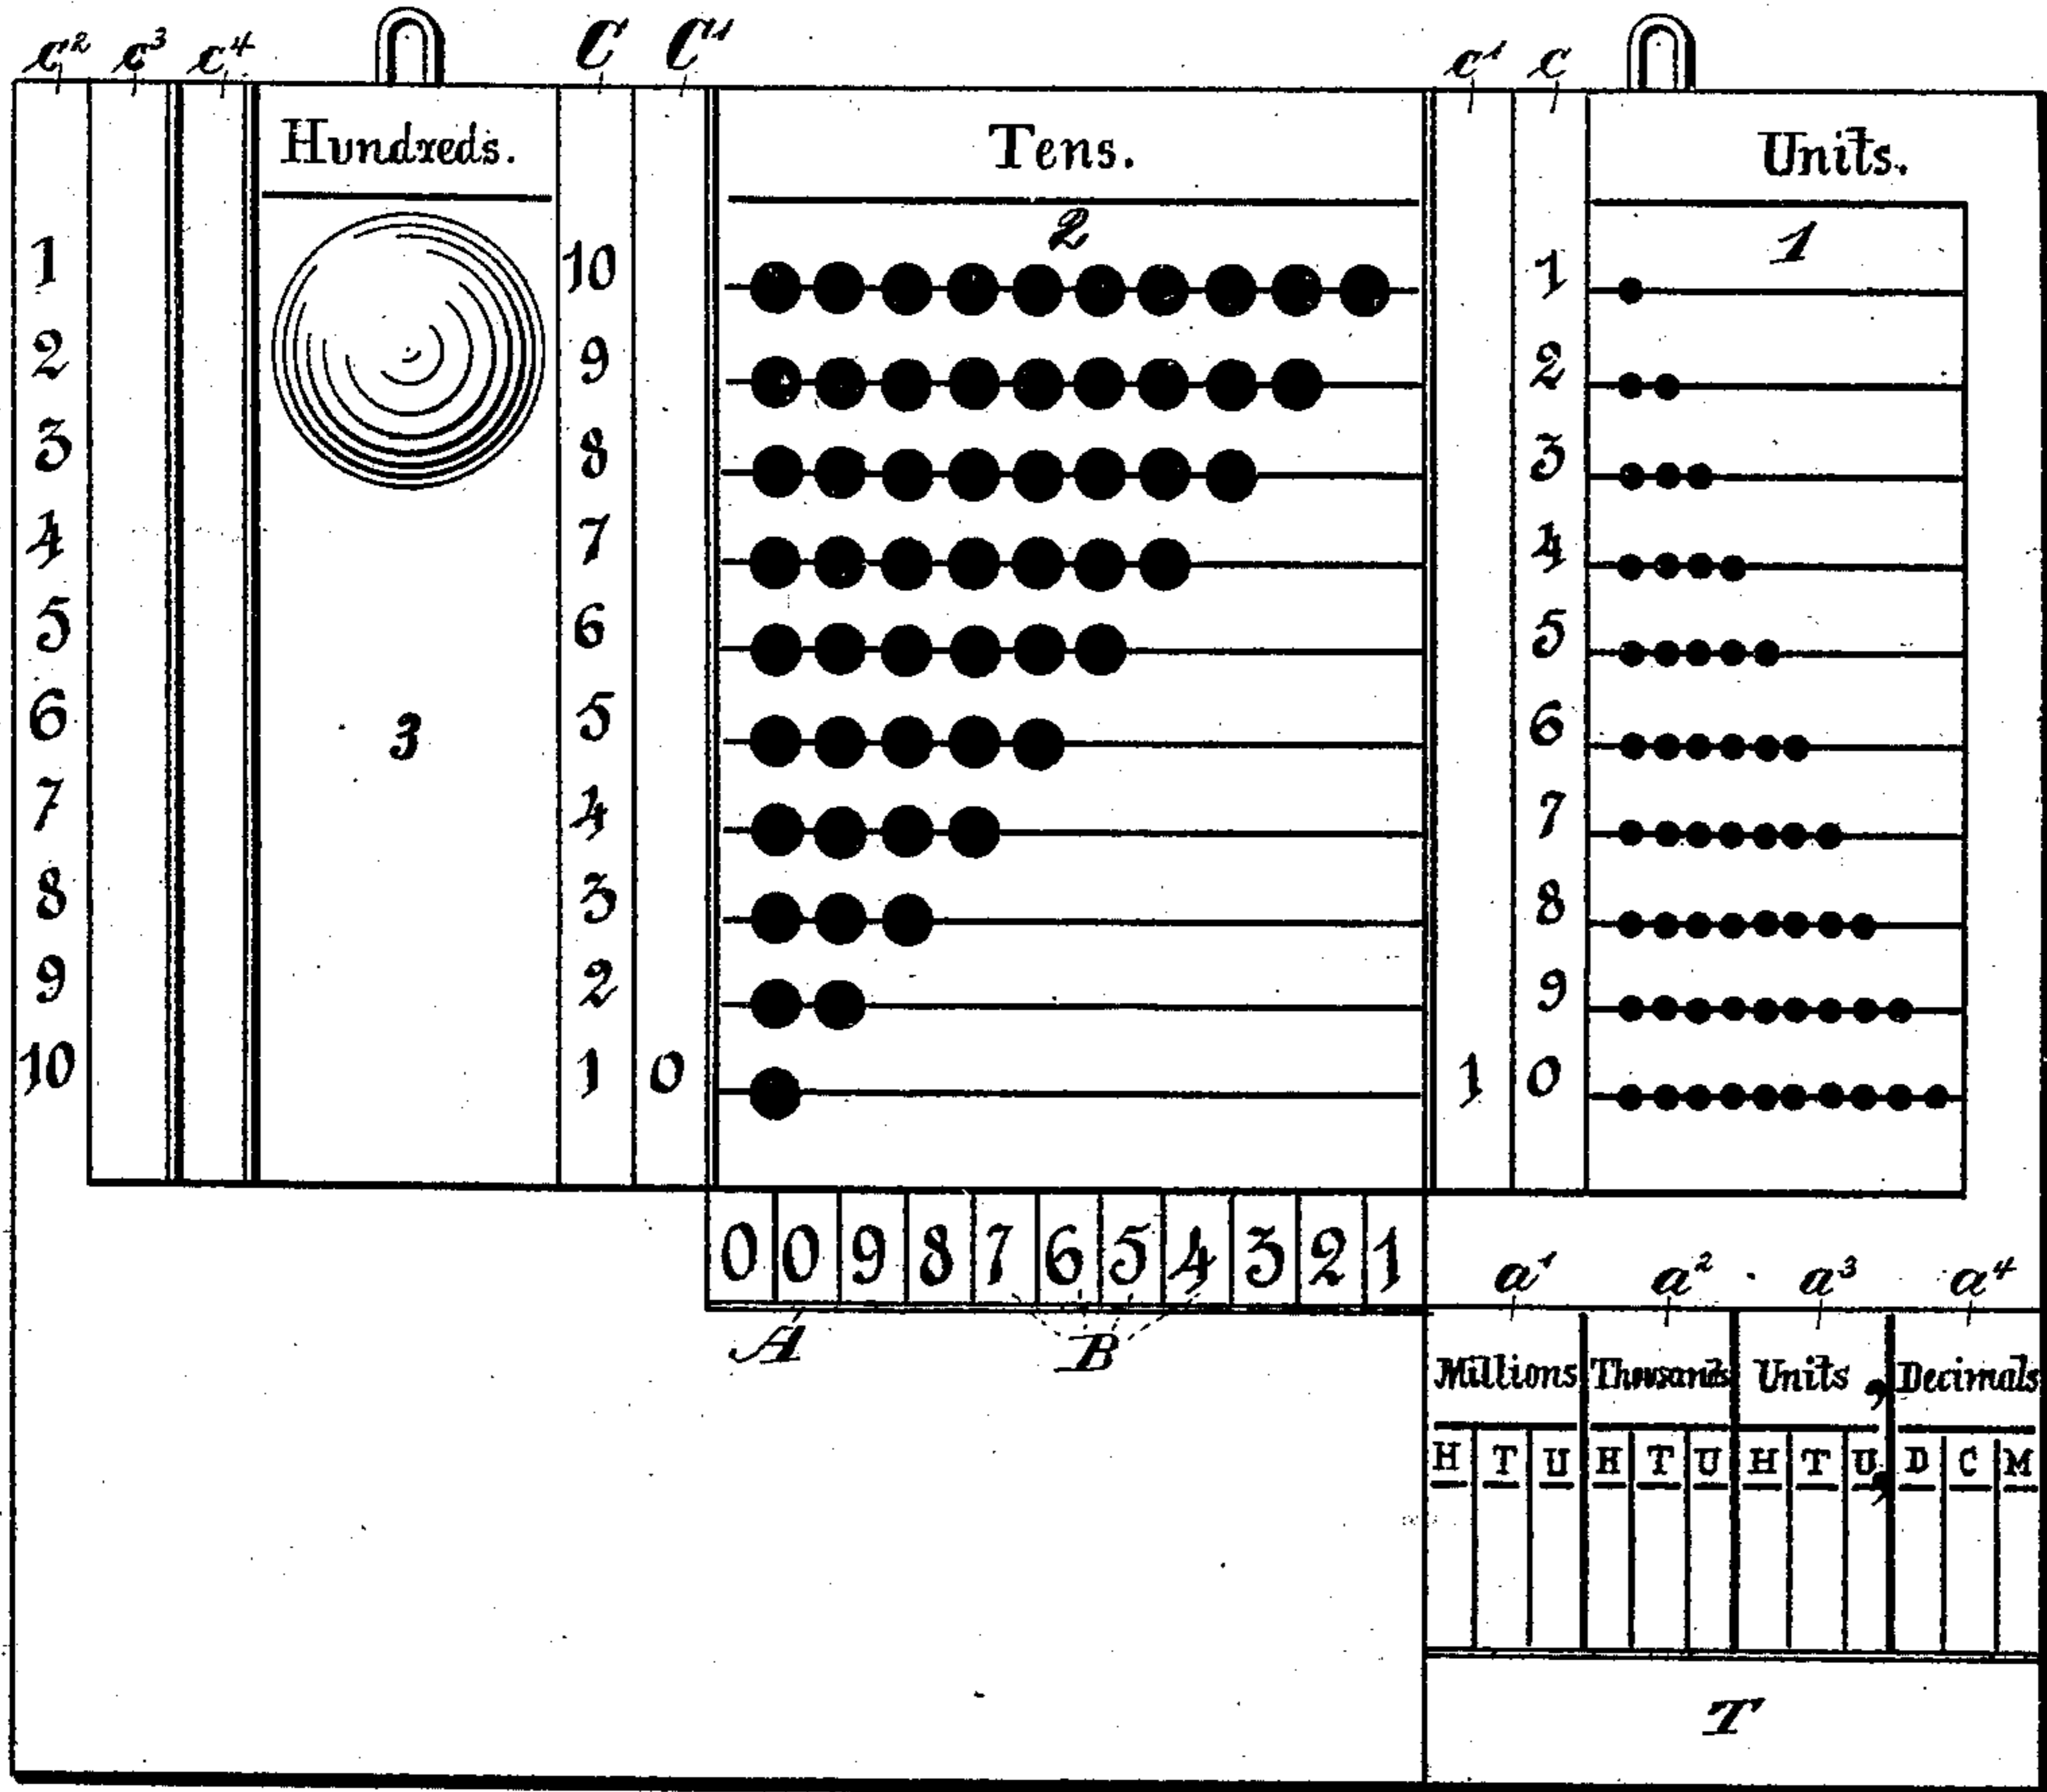 c² c³ c⁴ C C' c¹ c
Hundreds. Tens. Units.
2 1
1 10 1
2 9 2
3 8 3
4 7 4
5 6 5
6 3 5 6
7 4 7
8 3 8
9 2 9
10 1 0 1 0
0 0 9 8 7 6 5 4 3 2 1
a¹ a² a³ a⁴
A B
Millions Thousands Units , Decimals
H T U H T U H T U, D C M
T